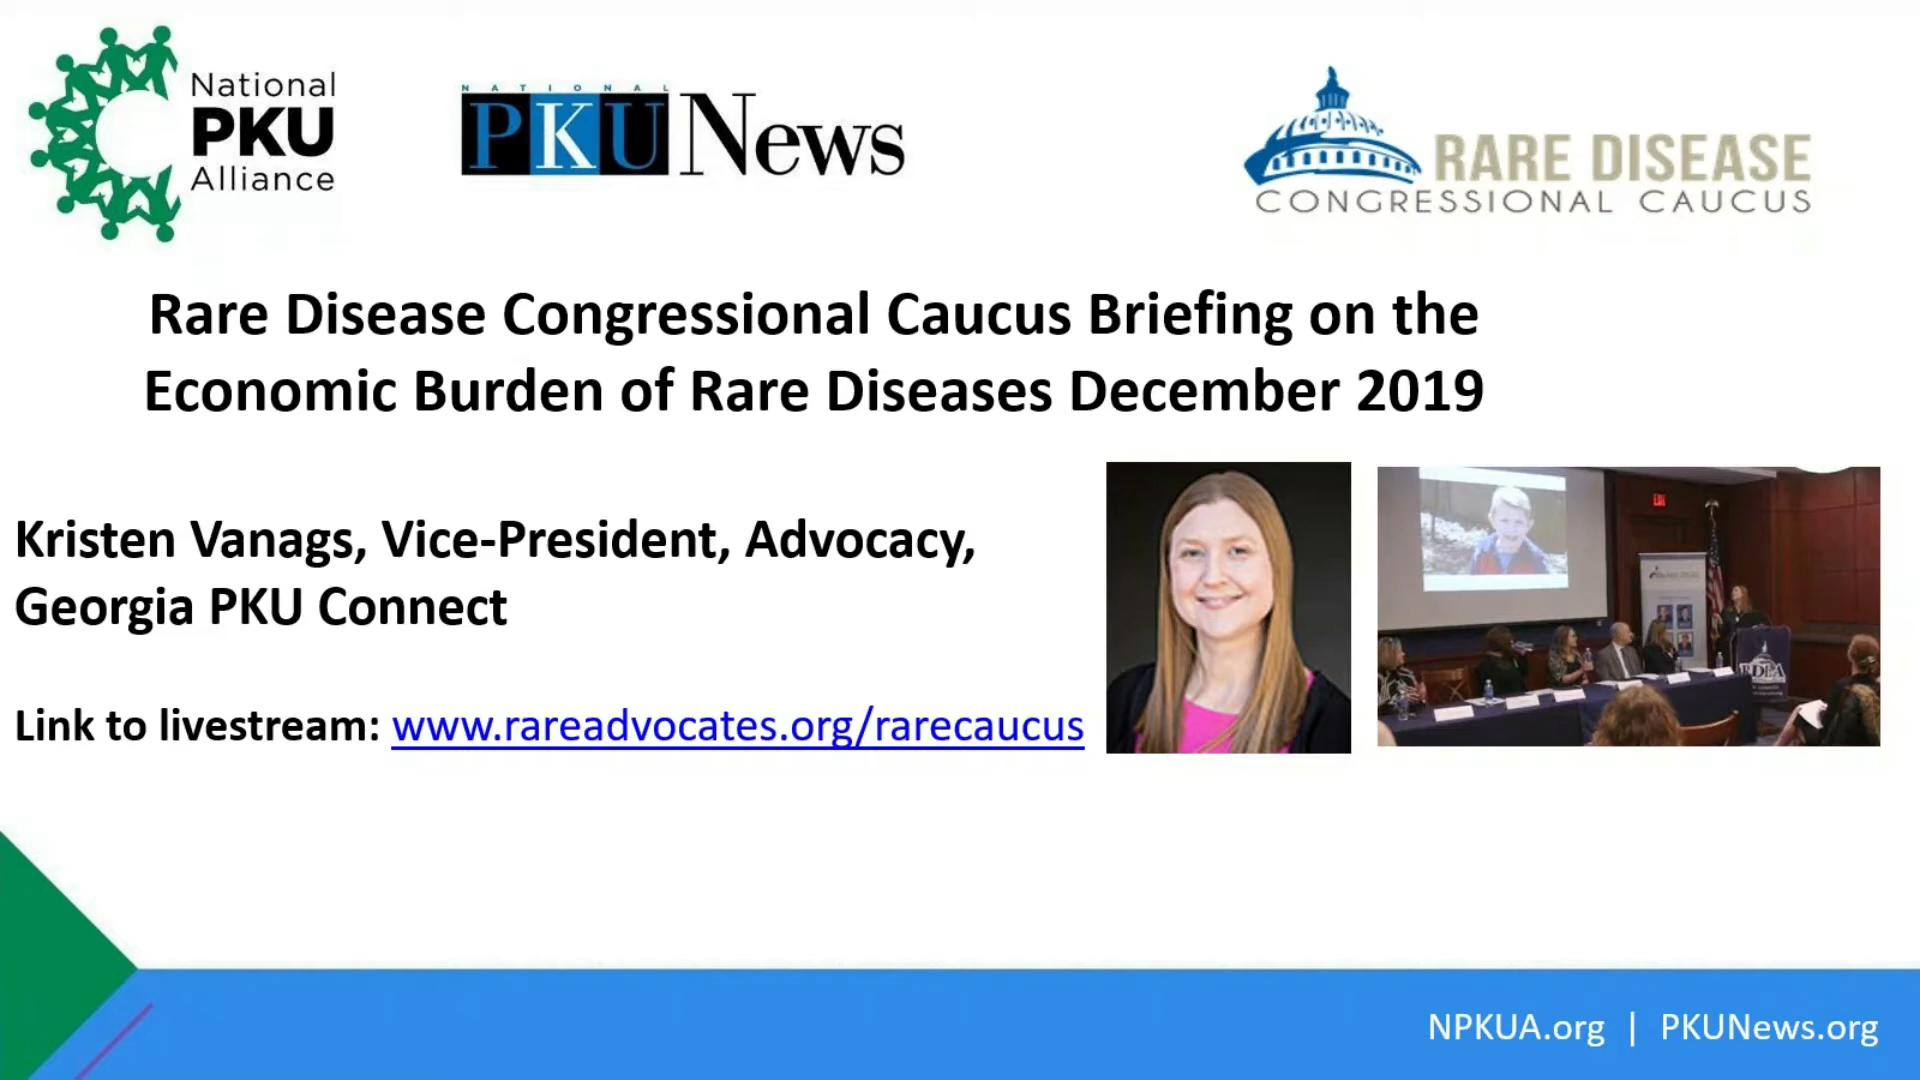 National
PKU
Alliance
NATIONAL
PKU News
RARE DISEASE
CONGRESSIONAL CAUCUS
Rare Disease Congressional Caucus Briefing on the
Economic Burden of Rare Diseases December 2019
Kristen Vanags, Vice-President, Advocacy,
Georgia PKU Connect
Link to livestream: www.rareadvocates.org/rarecaucus
EXIT
RDLA
NPKUA.org | PKUNews.org